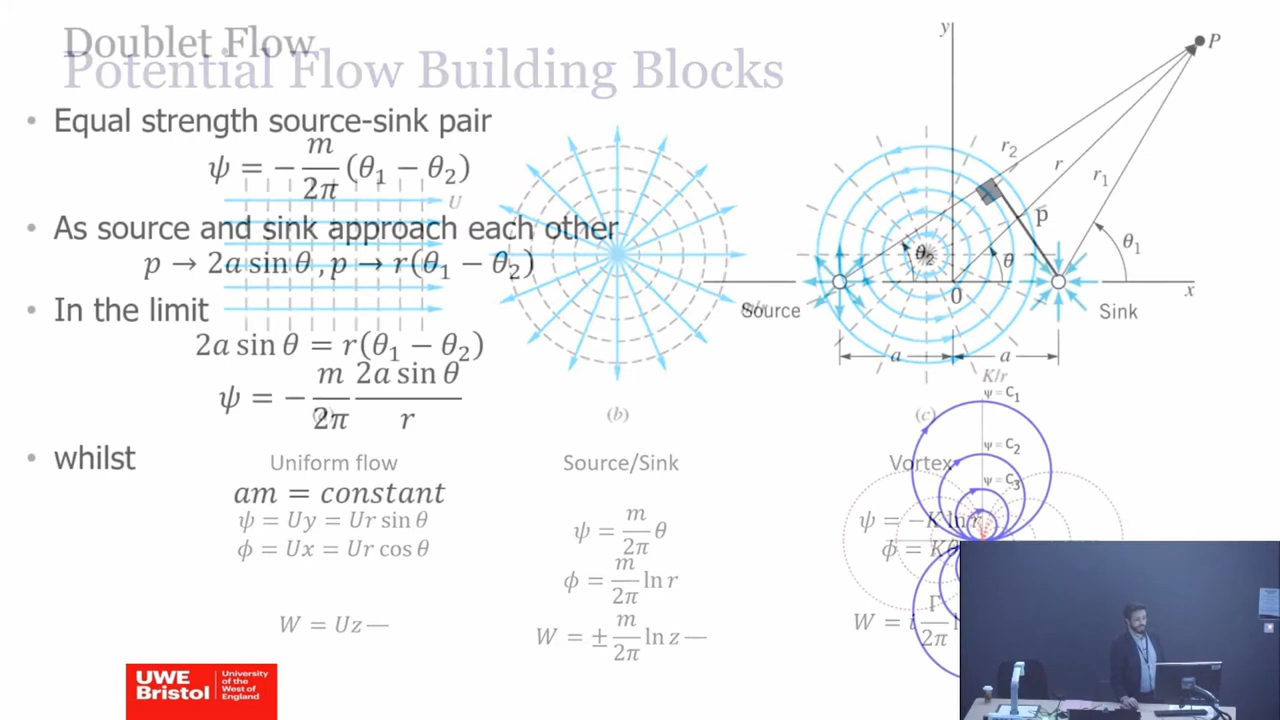 Doublet Flow
Potential Flow Building Blocks
• Equal strength source-sink pair
ψ = − m/2π (θ₁ − θ₂)
• As source and sink approach each other
p → 2a sin θ , p → r(θ₁ − θ₂)
• In the limit
2a sin θ = r(θ₁ − θ₂)
ψ = − m/2π 2a sin θ/r
• whilst
am = constant
U
y
P
r₂
r
r₁
p
θ₂
θ
θ₁
0
x
Source
Sink
a
a
K/r
(b)
(c)
ψ = C₁
ψ = C₂
ψ = C₃
Uniform flow
ψ = Uy = Ur sin θ
ϕ = Ux = Ur cos θ
W = Uz —
Source/Sink
ψ = m/2π θ
ϕ = m/2π ln r
W = ± m/2π ln z —
Vortex
ψ = −K ln r
ϕ = Kθ
W = i Γ/2π
UWE Bristol
University of the West of England